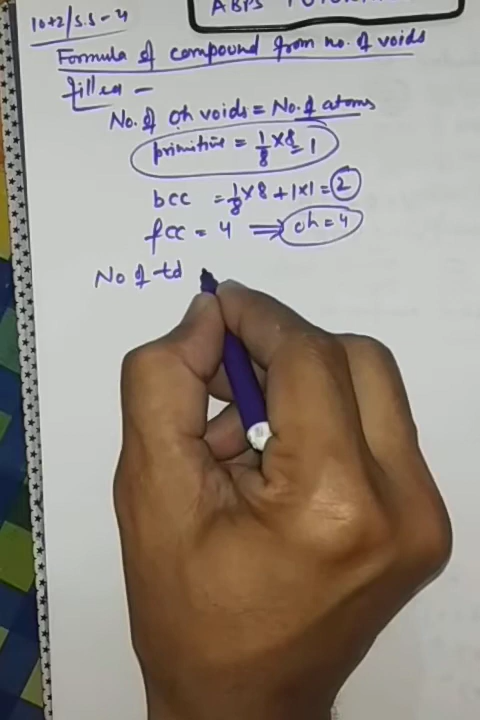 10+2/S.S-4
ABPS
Formula of compound from no. of voids
filled -
No. of oh voids = No. of atoms
primitive = 1/8 x 8 = 1
bcc = 1/8 x 8 + 1 x 1 = 2
fcc = 4 ⇒ oh = 4
No of td